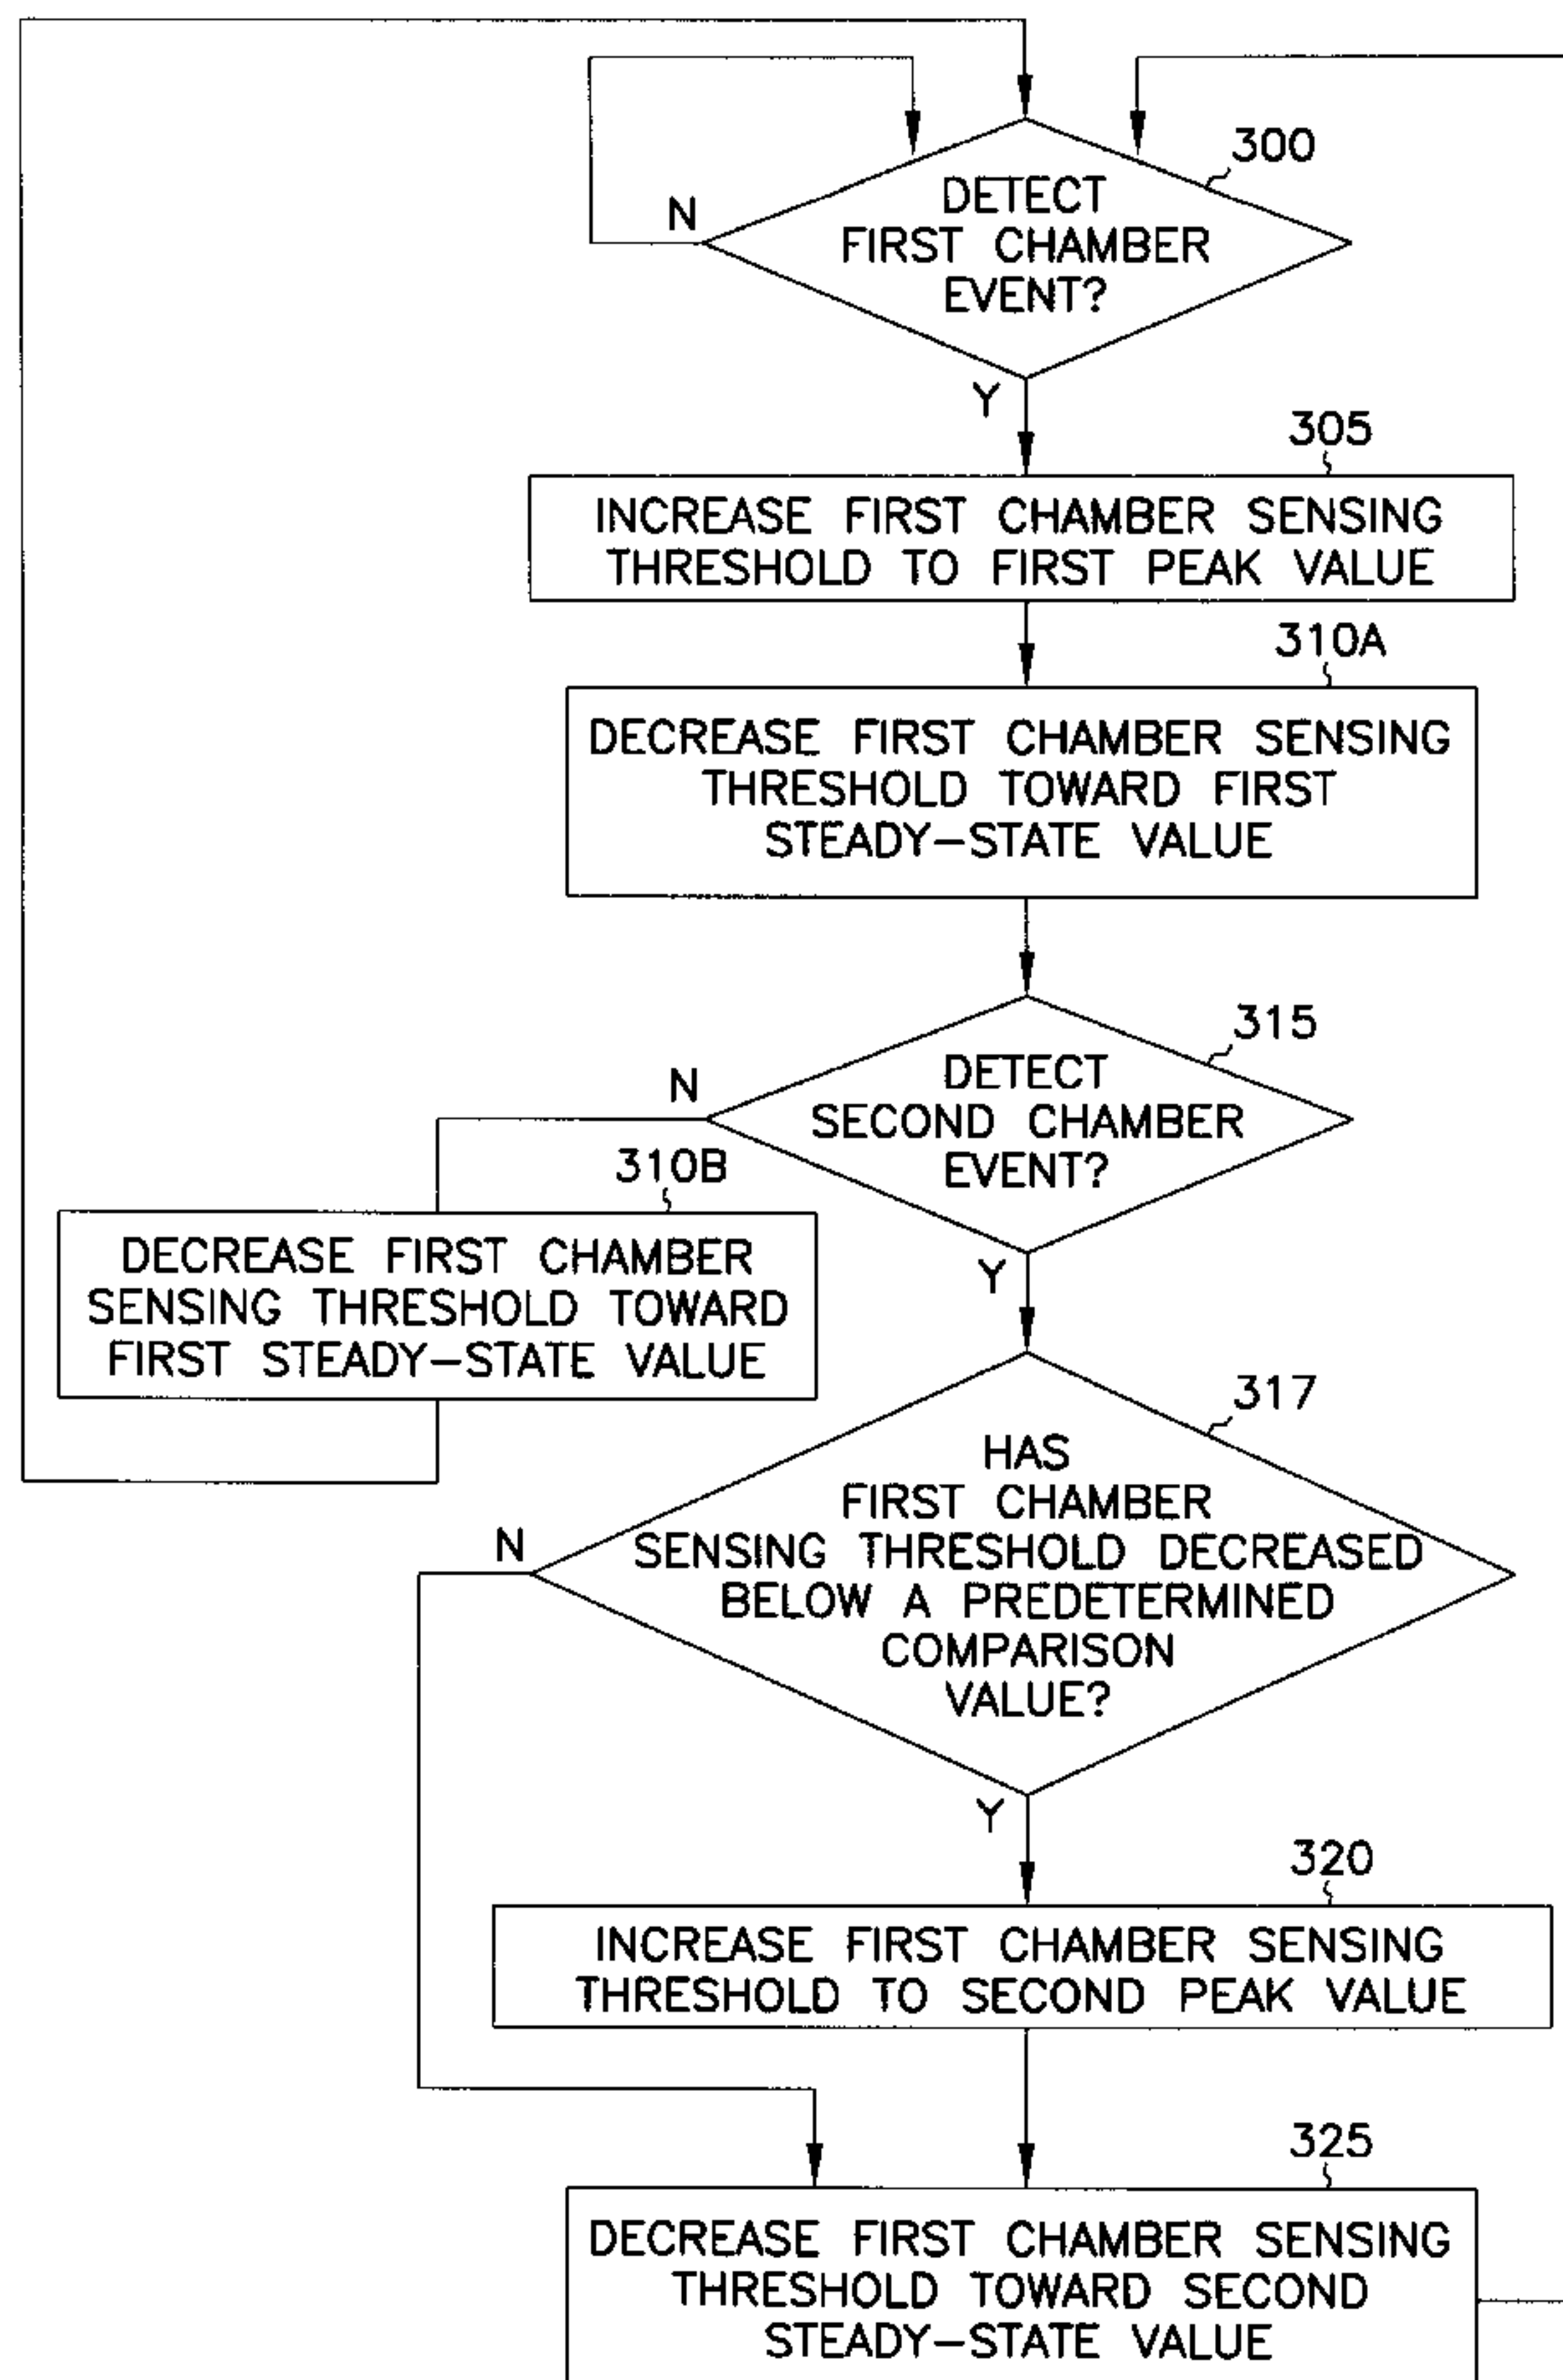 300
DETECT
N
FIRST CHAMBER
EVENT?
Y
305
INCREASE FIRST CHAMBER SENSING
THRESHOLD TO FIRST PEAK VALUE
310A
DECREASE FIRST CHAMBER SENSING
THRESHOLD TOWARD FIRST
STEADY-STATE VALUE
315
DETECT
N
SECOND CHAMBER
EVENT?
310B
DECREASE FIRST CHAMBER
SENSING THRESHOLD TOWARD
FIRST STEADY-STATE VALUE
Y
317
HAS
FIRST CHAMBER
SENSING THRESHOLD DECREASED
BELOW A PREDETERMINED
COMPARISON
VALUE?
N
Y
320
INCREASE FIRST CHAMBER SENSING
THRESHOLD TO SECOND PEAK VALUE
325
DECREASE FIRST CHAMBER SENSING
THRESHOLD TOWARD SECOND
STEADY-STATE VALUE